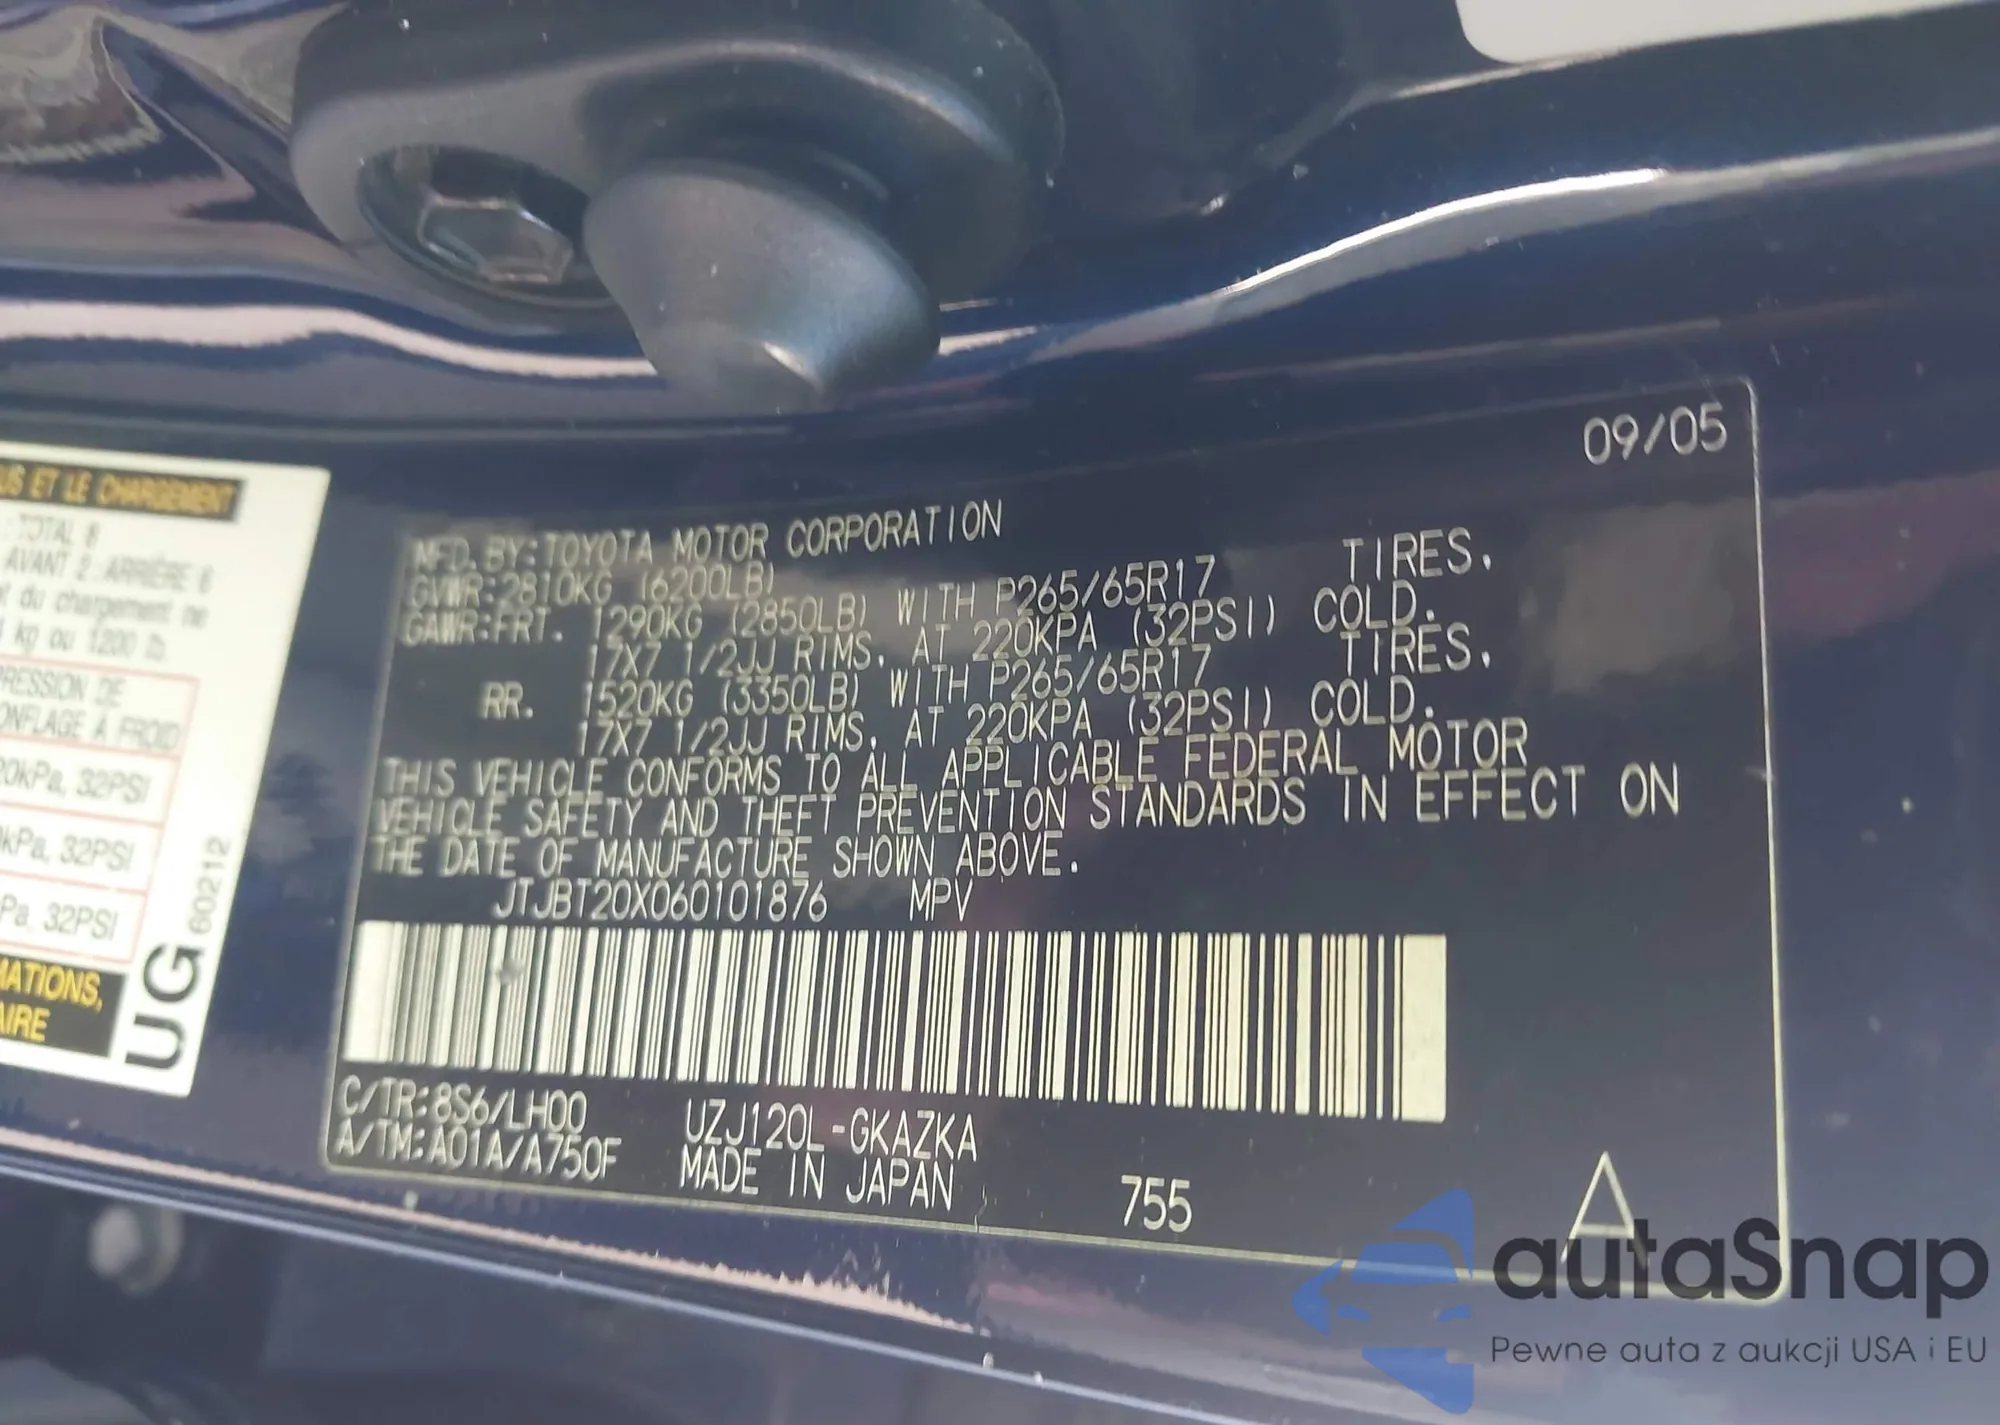 US ET LE CHARGEMENT
: TOTAL 8
AVANT 2 : ARRIÈRE 6
du chargement ne
kg ou 1200 lb.
PRESSION DE
ONFLAGE À FROID
20kPa, 32PSI
0kPa, 32PSI
kPa, 32PSI
MATIONS,
AIRE
UG 60212
09/05
MFD.BY:TOYOTA MOTOR CORPORATION
GVWR:2810KG (6200LB)
GAWR:FRT. 1290KG (2850LB) WITH P265/65R17 TIRES,
17X7 1/2JJ RIMS, AT 220KPA (32PSI) COLD.
RR. 1520KG (3350LB) WITH P265/65R17 TIRES,
17X7 1/2JJ RIMS, AT 220KPA (32PSI) COLD.
THIS VEHICLE CONFORMS TO ALL APPLICABLE FEDERAL MOTOR
VEHICLE SAFETY AND THEFT PREVENTION STANDARDS IN EFFECT ON
THE DATE OF MANUFACTURE SHOWN ABOVE.
JTJBT20X060101876 MPV
C/TR:8S6/LH00 UZJ120L-GKAZKA
A/TM:A01A/A750F MADE IN JAPAN 755
A
autaSnap
Pewne auta z aukcji USA i EU